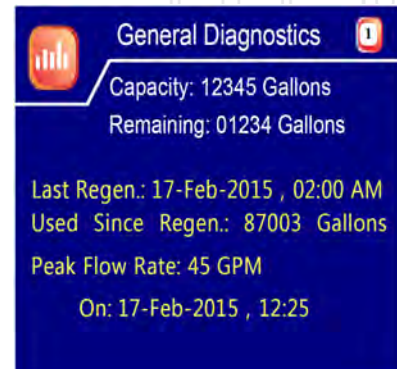 General Diagnostics 1
Capacity: 12345 Gallons
Remaining: 01234 Gallons
Last Regen.: 17-Feb-2015 , 02:00 AM
Used Since Regen.: 87003 Gallons
Peak Flow Rate: 45 GPM
On: 17-Feb-2015 , 12:25